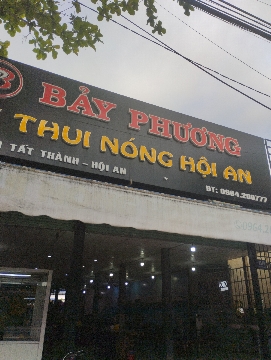 BẢY PHƯƠNG
THUI NÓNG HỘI AN
TẤT THÀNH - HỘI AN
ĐT: 0984.298777